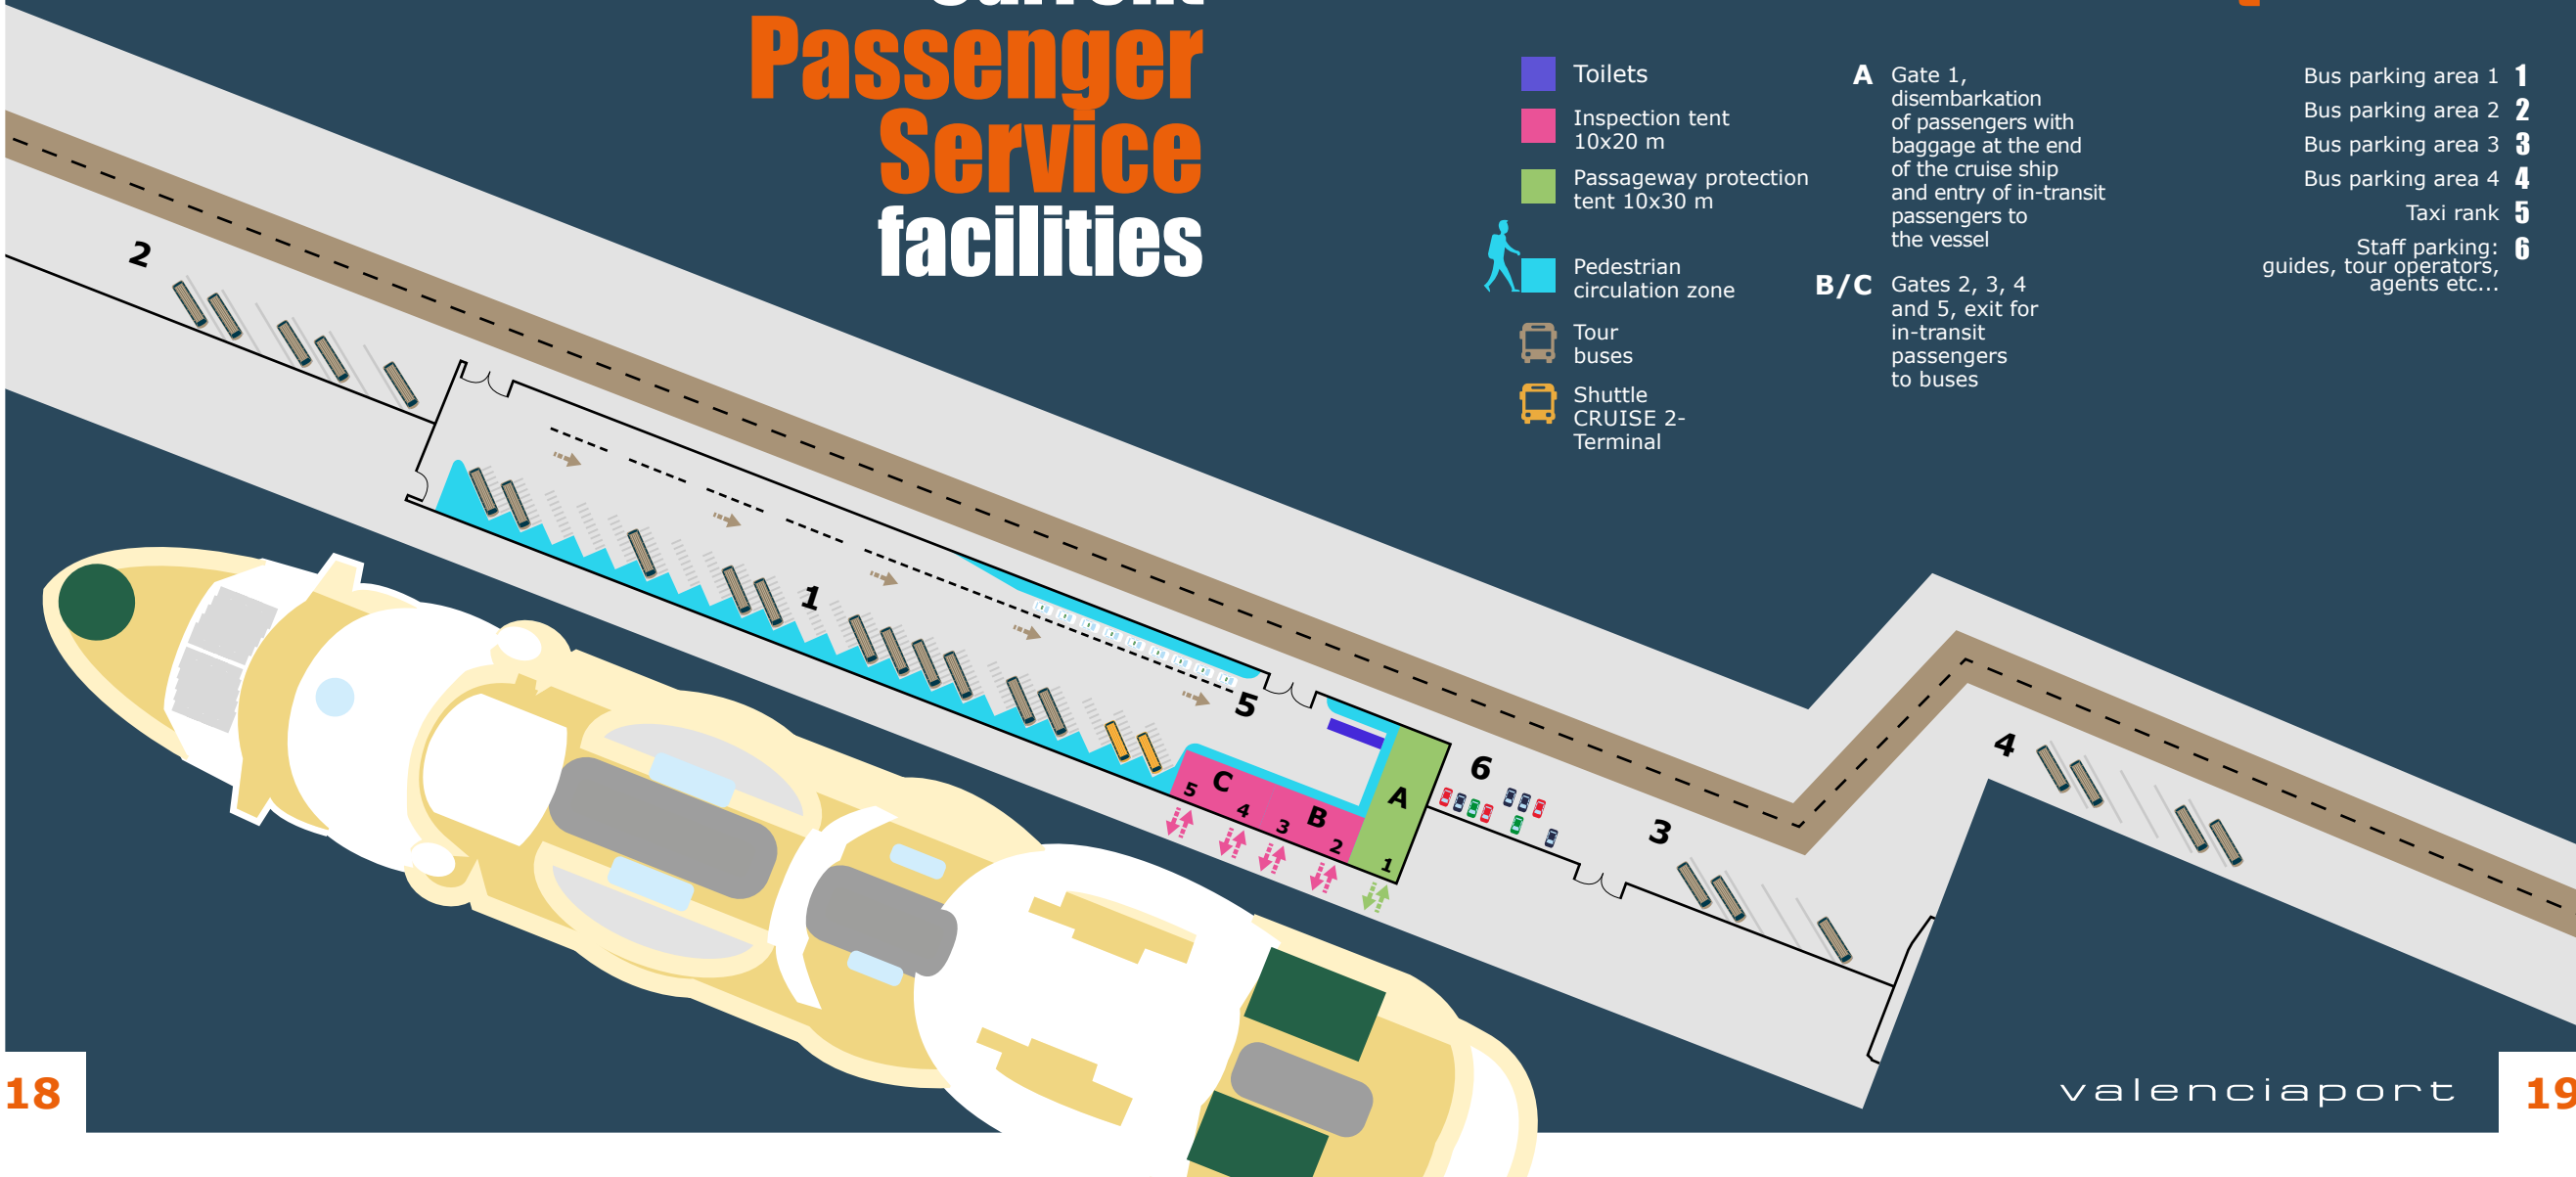 Current
Passenger
Service
facilities
Toilets
Inspection tent
10x20 m
Passageway protection
tent 10x30 m
Pedestrian
circulation zone
Tour
buses
Shuttle
CRUISE 2-
Terminal
A Gate 1,
disembarkation
of passengers with
baggage at the end
of the cruise ship
and entry of in-transit
passengers to
the vessel
B/C Gates 2, 3, 4
and 5, exit for
in-transit
passengers
to buses
Bus parking area 1 1
Bus parking area 2 2
Bus parking area 3 3
Bus parking area 4 4
Taxi rank 5
Staff parking: 6
guides, tour operators,
agents etc...
2
1
5
C
5
4
B
3
2
A
1
6
3
4
18
valenciaport
19